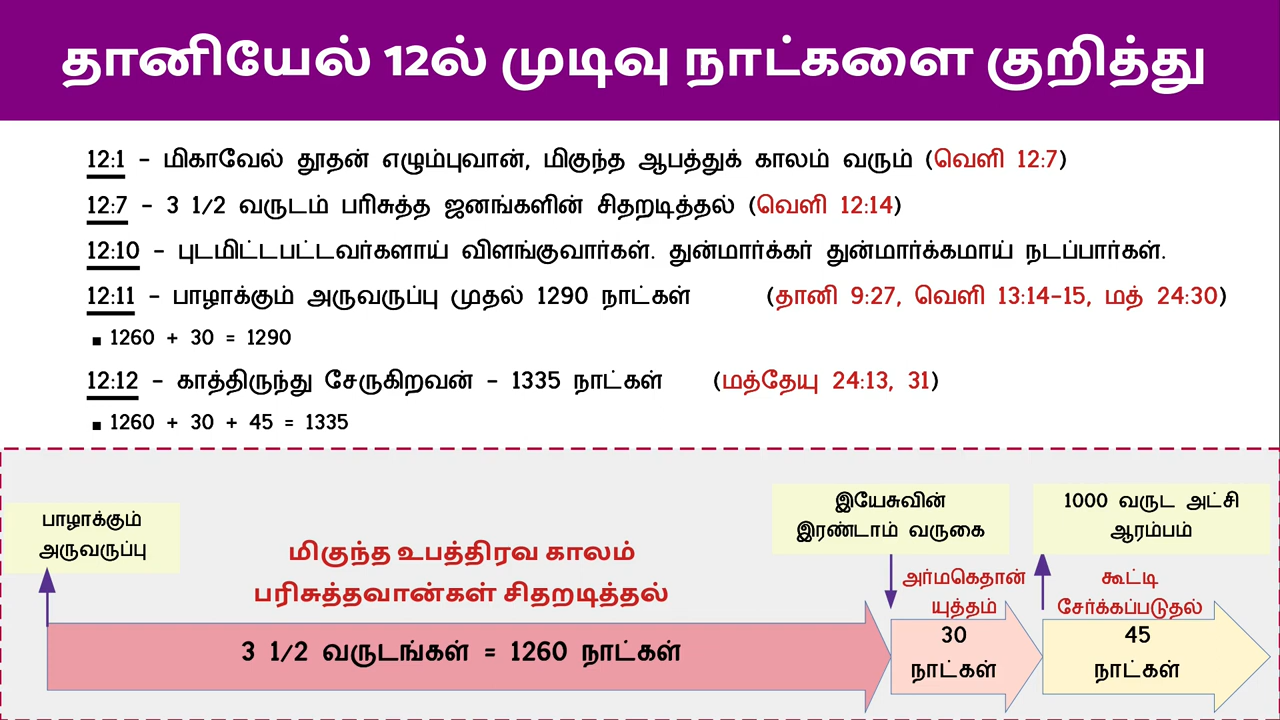 தானியேல் 12ல் முடிவு நாட்களை குறித்து
12:1 - மிகாவேல் தூதன் எழும்புவான், மிகுந்த ஆபத்துக் காலம் வரும் (வெளி 12:7)
12:7 - 3 1/2 வருடம் பரிசுத்த ஜனங்களின் சிதறடித்தல் (வெளி 12:14)
12:10 - புடமிட்டபட்டவர்களாய் விளங்குவார்கள். துன்மார்க்கர் துன்மார்க்கமாய் நடப்பார்கள்.
12:11 - பாழாக்கும் அருவருப்பு முதல் 1290 நாட்கள் (தானி 9:27, வெளி 13:14-15, மத் 24:30)
▪ 1260 + 30 = 1290
12:12 - காத்திருந்து சேருகிறவன் - 1335 நாட்கள் (மத்தேயு 24:13, 31)
▪ 1260 + 30 + 45 = 1335
பாழாக்கும்
அருவருப்பு
மிகுந்த உபத்திரவ காலம்
பரிசுத்தவான்கள் சிதறடித்தல்
3 1/2 வருடங்கள் = 1260 நாட்கள்
இயேசுவின்
இரண்டாம் வருகை
அர்மகெதான்
யுத்தம்
30
நாட்கள்
1000 வருட அட்சி
ஆரம்பம்
கூட்டி
சேர்க்கப்படுதல்
45
நாட்கள்